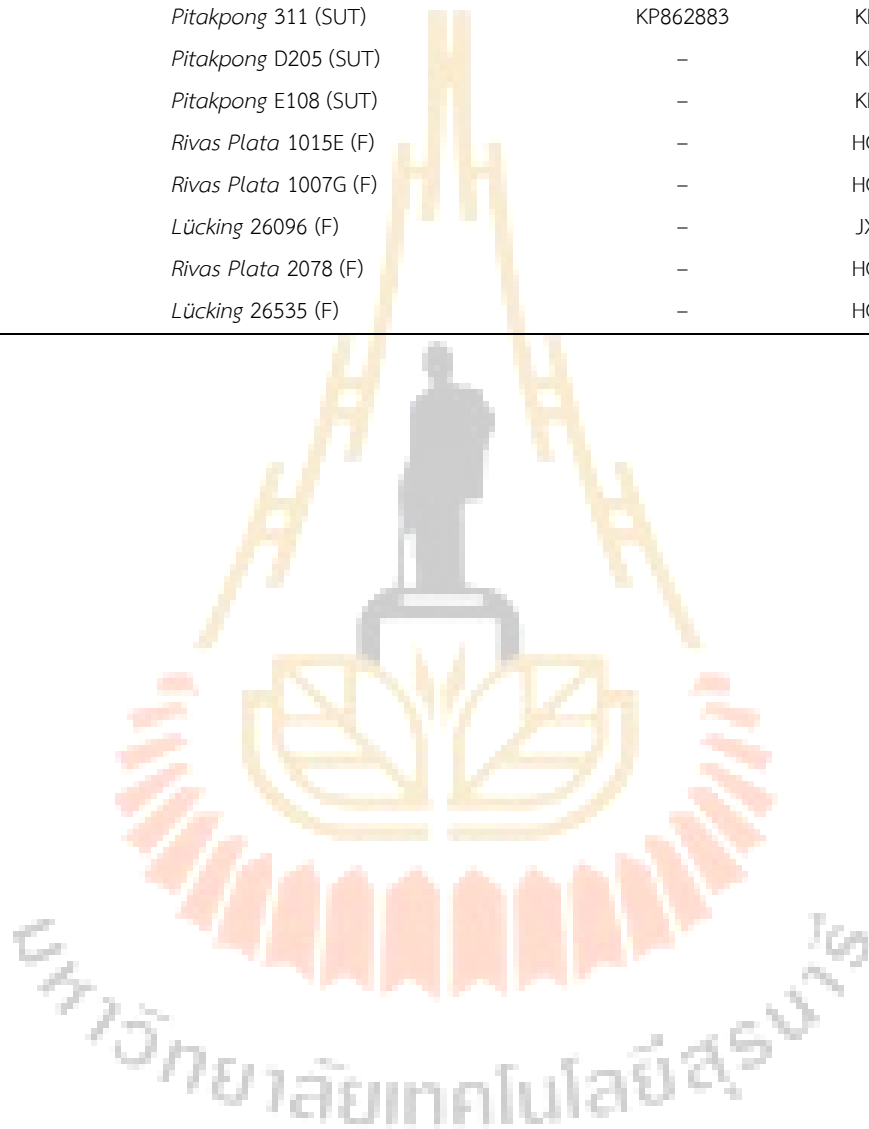 Pitakpong 311 (SUT) KP862883 K
Pitakpong D205 (SUT) – K
Pitakpong E108 (SUT) – K
Rivas Plata 1015E (F) – H
Rivas Plata 1007G (F) – H
Lücking 26096 (F) – JX
Rivas Plata 2078 (F) – H
Lücking 26535 (F) – H
มหาวิทยาลัยเทคโนโลยีสุรนารี